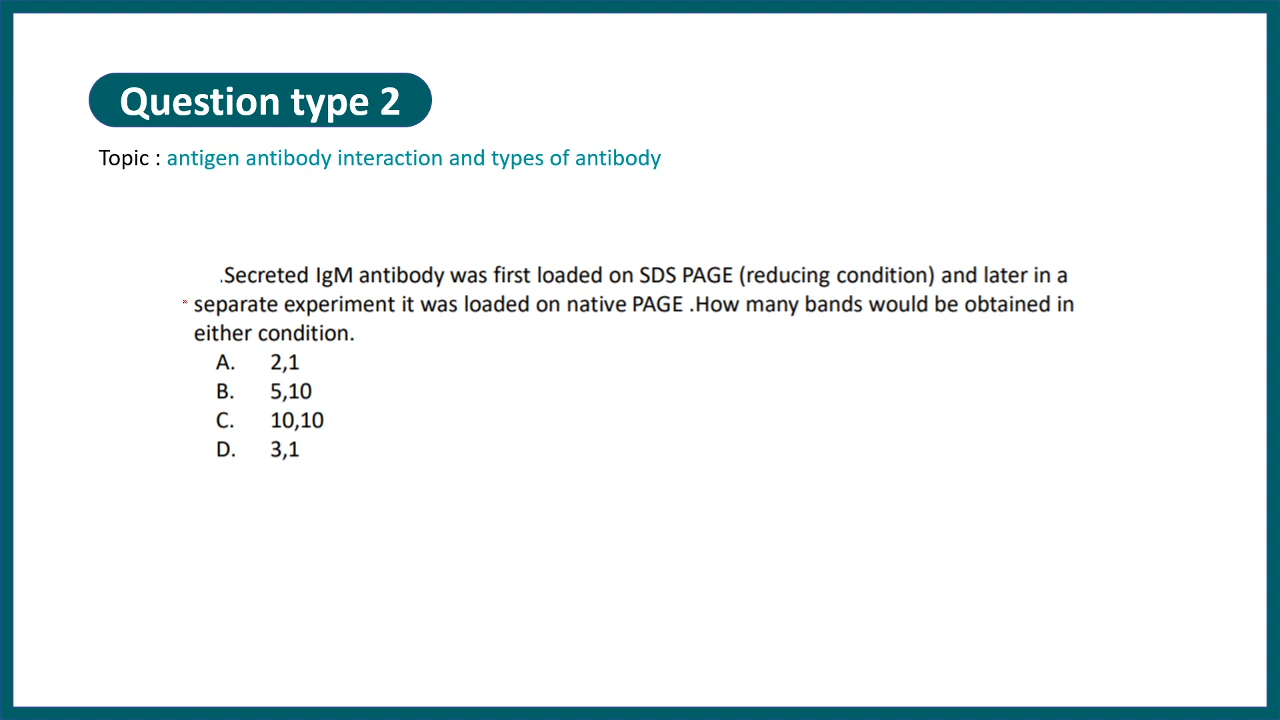 Question type 2
Topic : antigen antibody interaction and types of antibody
.Secreted IgM antibody was first loaded on SDS PAGE (reducing condition) and later in a
separate experiment it was loaded on native PAGE .How many bands would be obtained in
either condition.
A. 2,1
B. 5,10
C. 10,10
D. 3,1